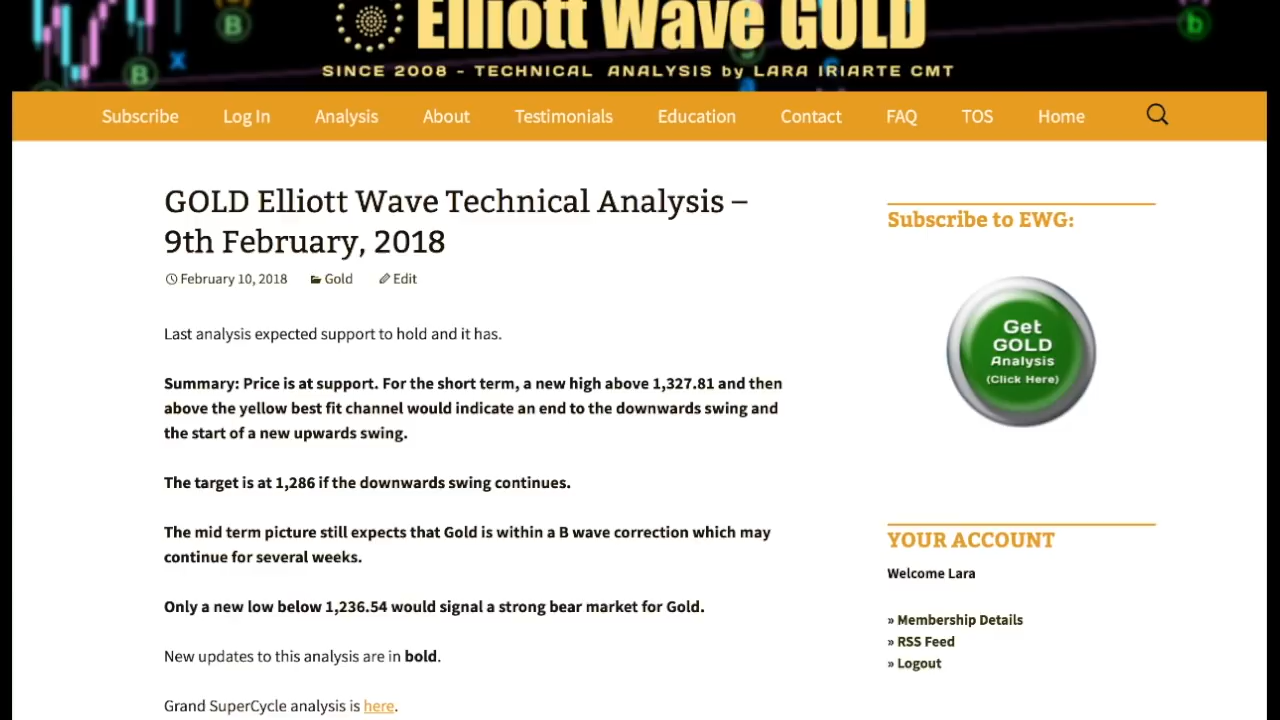 Elliott Wave GOLD
SINCE 2008 - TECHNICAL ANALYSIS by LARA IRIARTE CMT
B
B
x
b
Subscribe Log In Analysis About Testimonials Education Contact FAQ TOS Home
GOLD Elliott Wave Technical Analysis –
9th February, 2018
February 10, 2018 Gold Edit
Last analysis expected support to hold and it has.
Summary: Price is at support. For the short term, a new high above 1,327.81 and then
above the yellow best fit channel would indicate an end to the downwards swing and
the start of a new upwards swing.
The target is at 1,286 if the downwards swing continues.
The mid term picture still expects that Gold is within a B wave correction which may
continue for several weeks.
Only a new low below 1,236.54 would signal a strong bear market for Gold.
New updates to this analysis are in bold.
Grand SuperCycle analysis is here.
Subscribe to EWG:
Get
GOLD
Analysis
(Click Here)
YOUR ACCOUNT
Welcome Lara
» Membership Details
» RSS Feed
» Logout